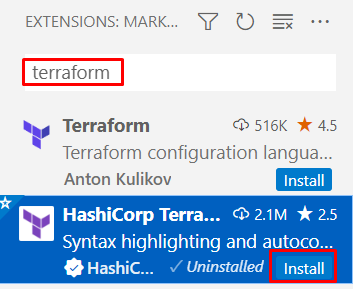 EXTENSIONS: MARK...
terraform
Terraform 516K 4.5
Terraform configuration langua...
Anton Kulikov Install
HashiCorp Terra... 2.1M 2.5
Syntax highlighting and autoco...
HashiC... Uninstalled Install